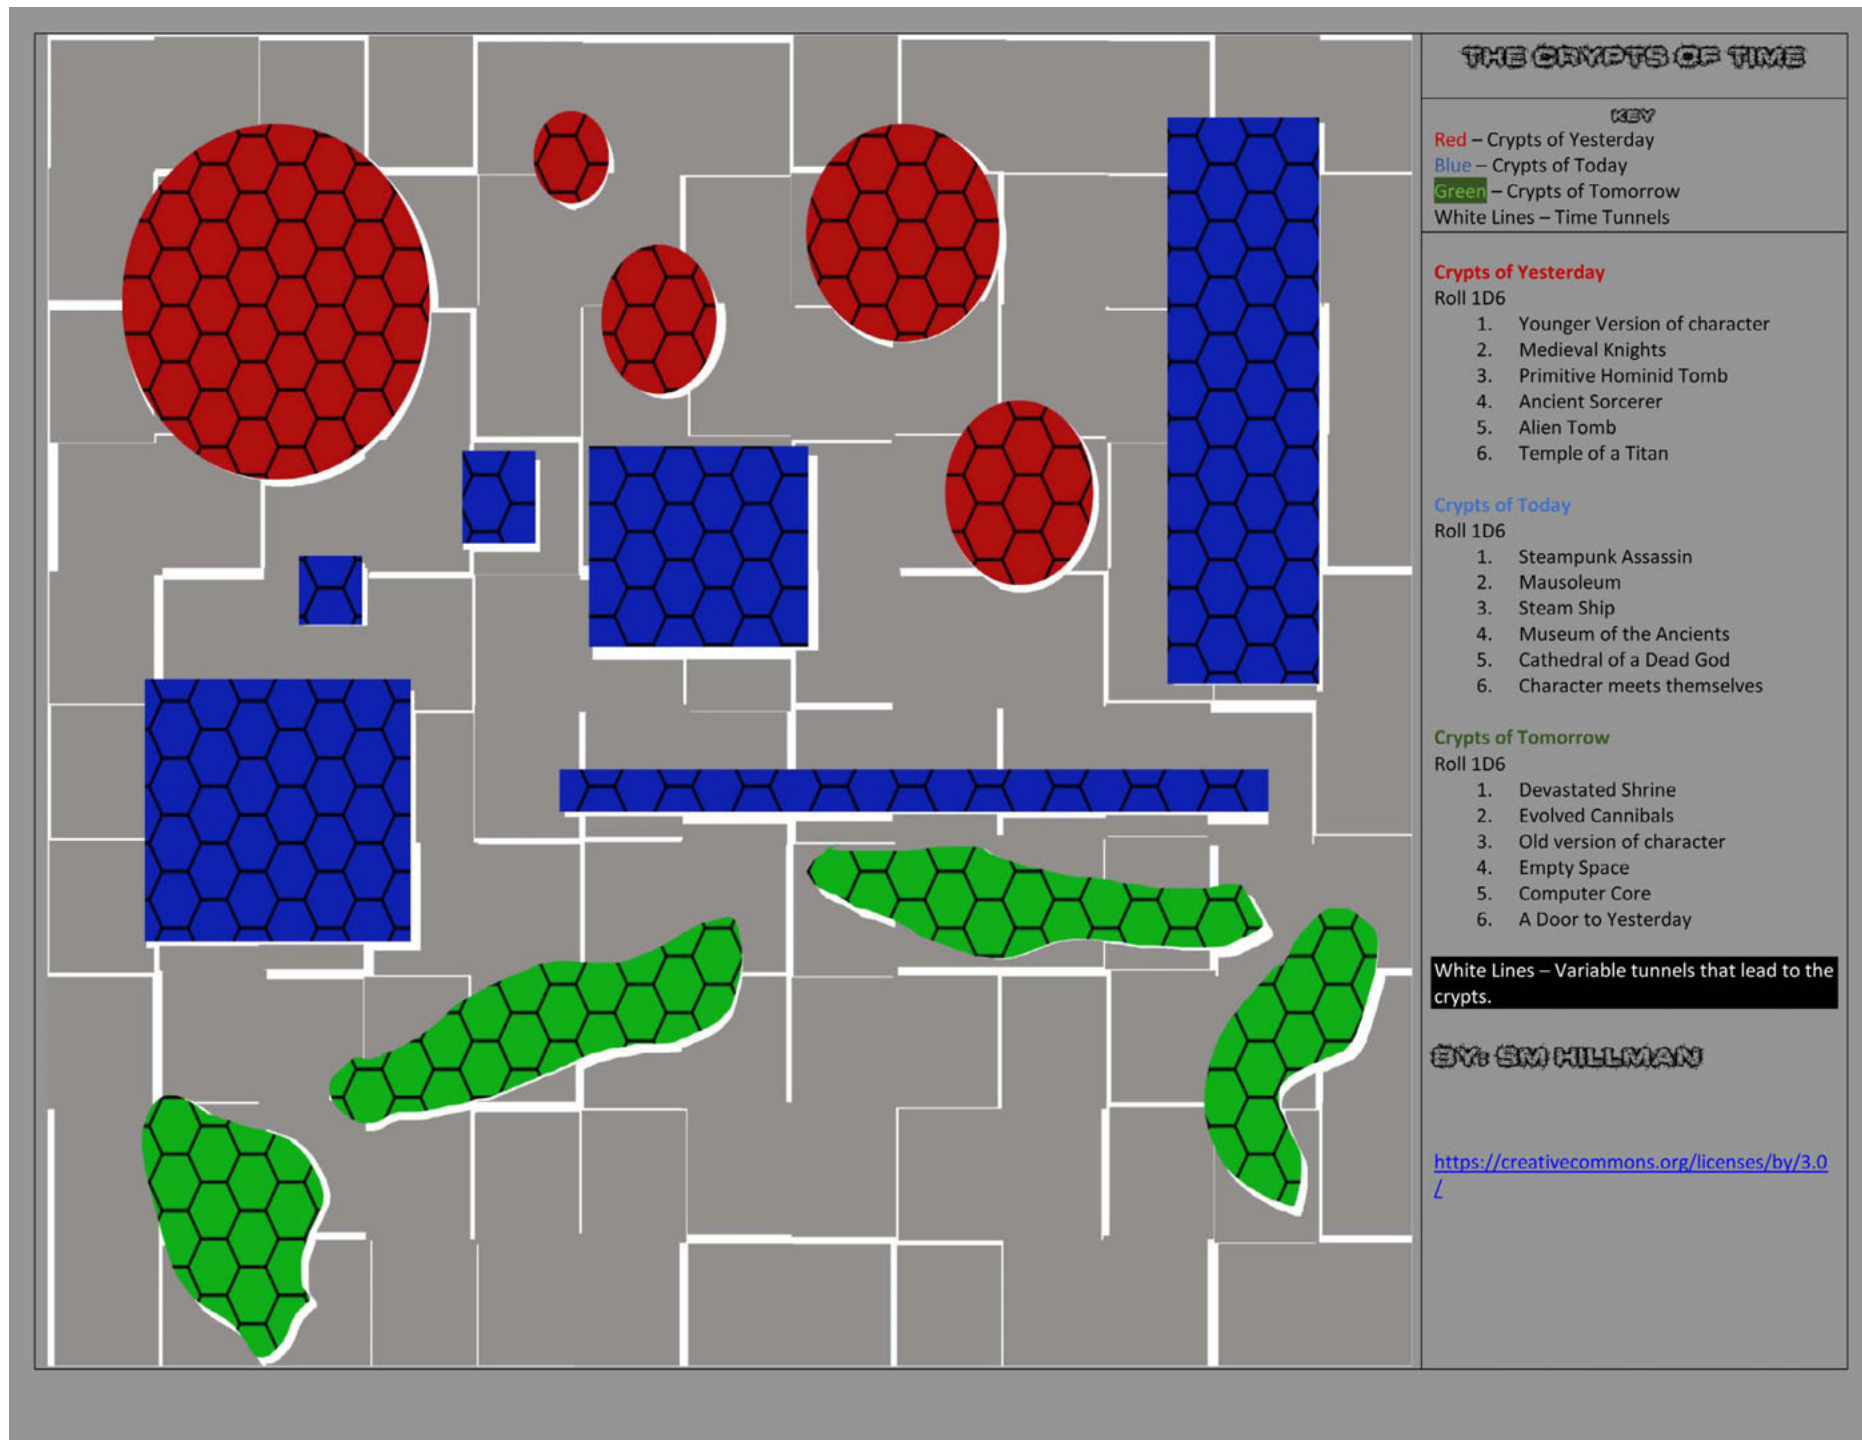 THE CRYPTS OF TIME
KEY
Red – Crypts of Yesterday
Blue – Crypts of Today
Green – Crypts of Tomorrow
White Lines – Time Tunnels
Crypts of Yesterday
Roll 1D6
1. Younger Version of character
2. Medieval Knights
3. Primitive Hominid Tomb
4. Ancient Sorcerer
5. Alien Tomb
6. Temple of a Titan
Crypts of Today
Roll 1D6
1. Steampunk Assassin
2. Mausoleum
3. Steam Ship
4. Museum of the Ancients
5. Cathedral of a Dead God
6. Character meets themselves
Crypts of Tomorrow
Roll 1D6
1. Devastated Shrine
2. Evolved Cannibals
3. Old version of character
4. Empty Space
5. Computer Core
6. A Door to Yesterday
White Lines – Variable tunnels that lead to the
crypts.
BY: SM HILLMAN
https://creativecommons.org/licenses/by/3.0
/